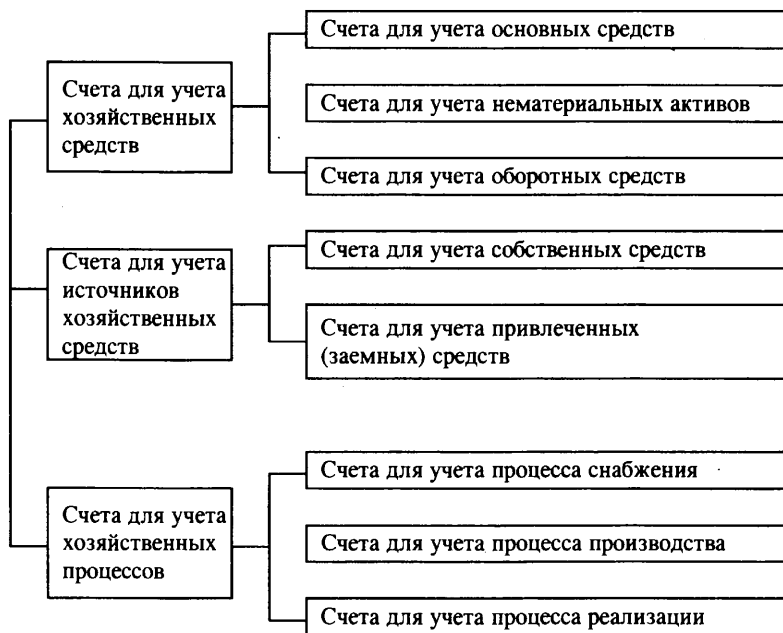 Счета для учета
хозяйственных
средств
Счета для учета основных средств
Счета для учета нематериальных активов
Счета для учета оборотных средств
Счета для учета
источников
хозяйственных
средств
Счета для учета собственных средств
Счета для учета привлеченных
(заемных) средств
Счета для учета
хозяйственных
процессов
Счета для учета процесса снабжения
Счета для учета процесса производства
Счета для учета процесса реализации